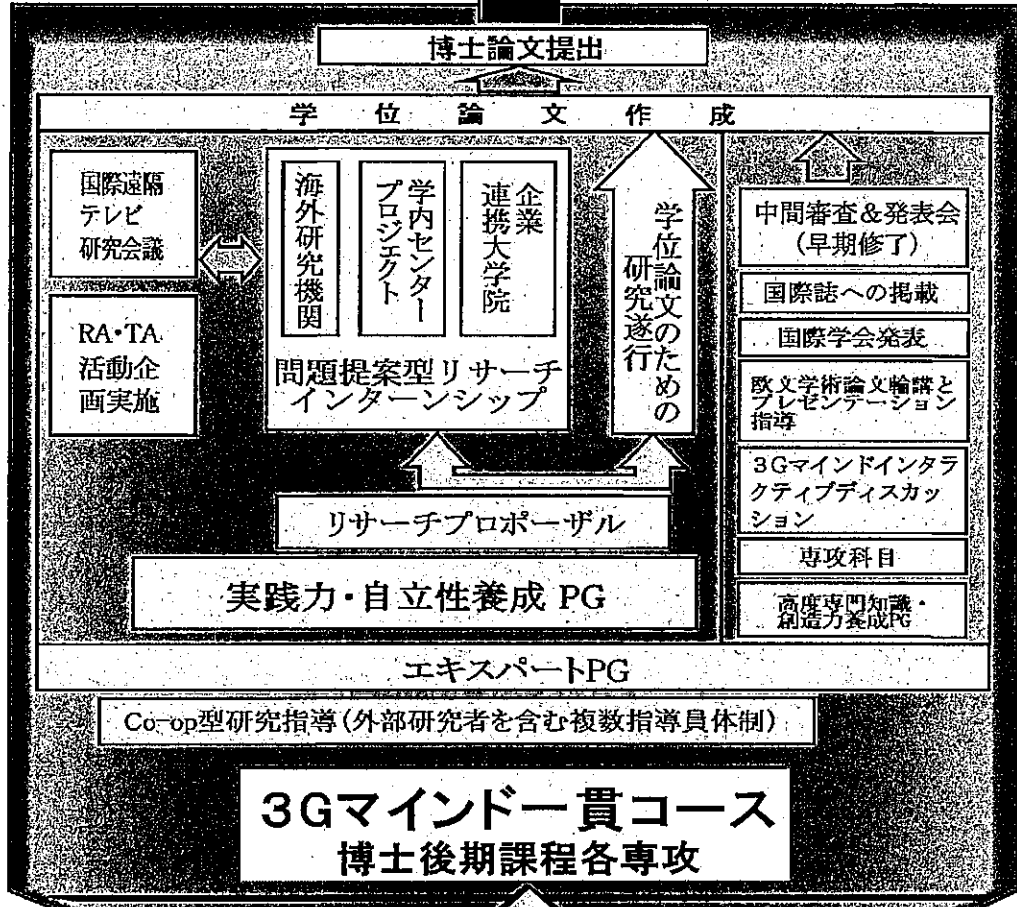 博士論文提出
学位論文作成
国際遠隔
テレビ
研究会議
RA・TA
活動企
画実施
海外研究機関
学内センター
プロジェクト
企業
連携大学院
問題提案型リサーチ
インターンシップ
学位論文のための
研究遂行
リサーチプロポーザル
実践力・自立性養成 PG
中間審査&発表会
(早期修了)
国際誌への掲載
国際学会発表
欧文学術論文輪講と
プレゼンテーション
指導
3Gマインドインタラ
クティブディスカッ
ション
専攻科目
高度専門知識・
創造力養成PG
エキスパートPG
Co-op型研究指導(外部研究者を含む複数指導員体制)
3Gマインド一貫コース
博士後期課程各専攻